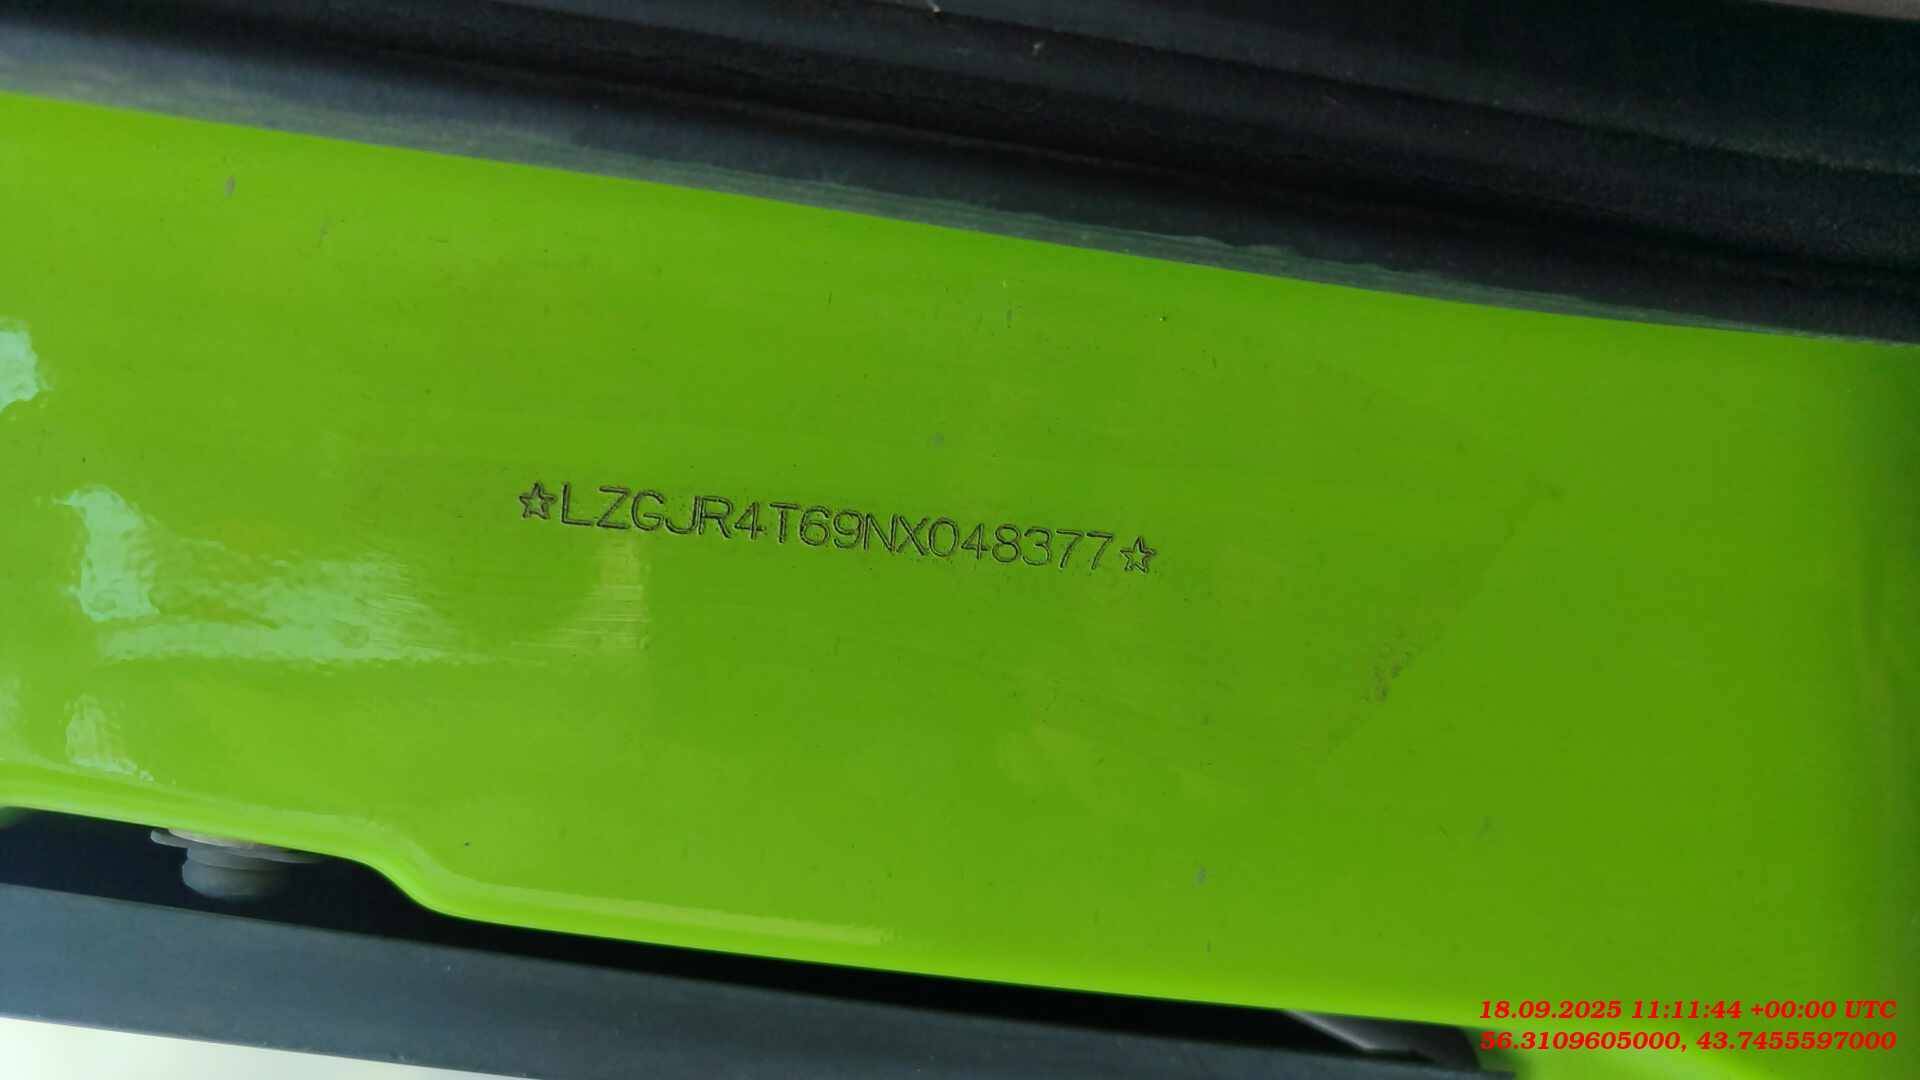 ☆LZGJR4T69NX048377☆
18.09.2025 11:11:44 +00:00 UTC
56.3109605000, 43.7455597000